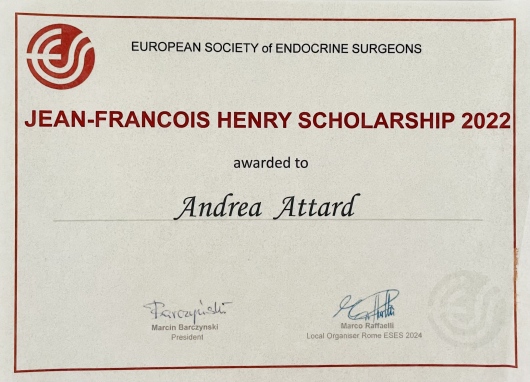 EUROPEAN SOCIETY of ENDOCRINE SURGEONS
JEAN-FRANCOIS HENRY SCHOLARSHIP 2022
awarded to
Andrea Attard
Barczyński
Marcin Barczynski
President
Marco Raffaelli
Local Organiser Rome ESES 2024